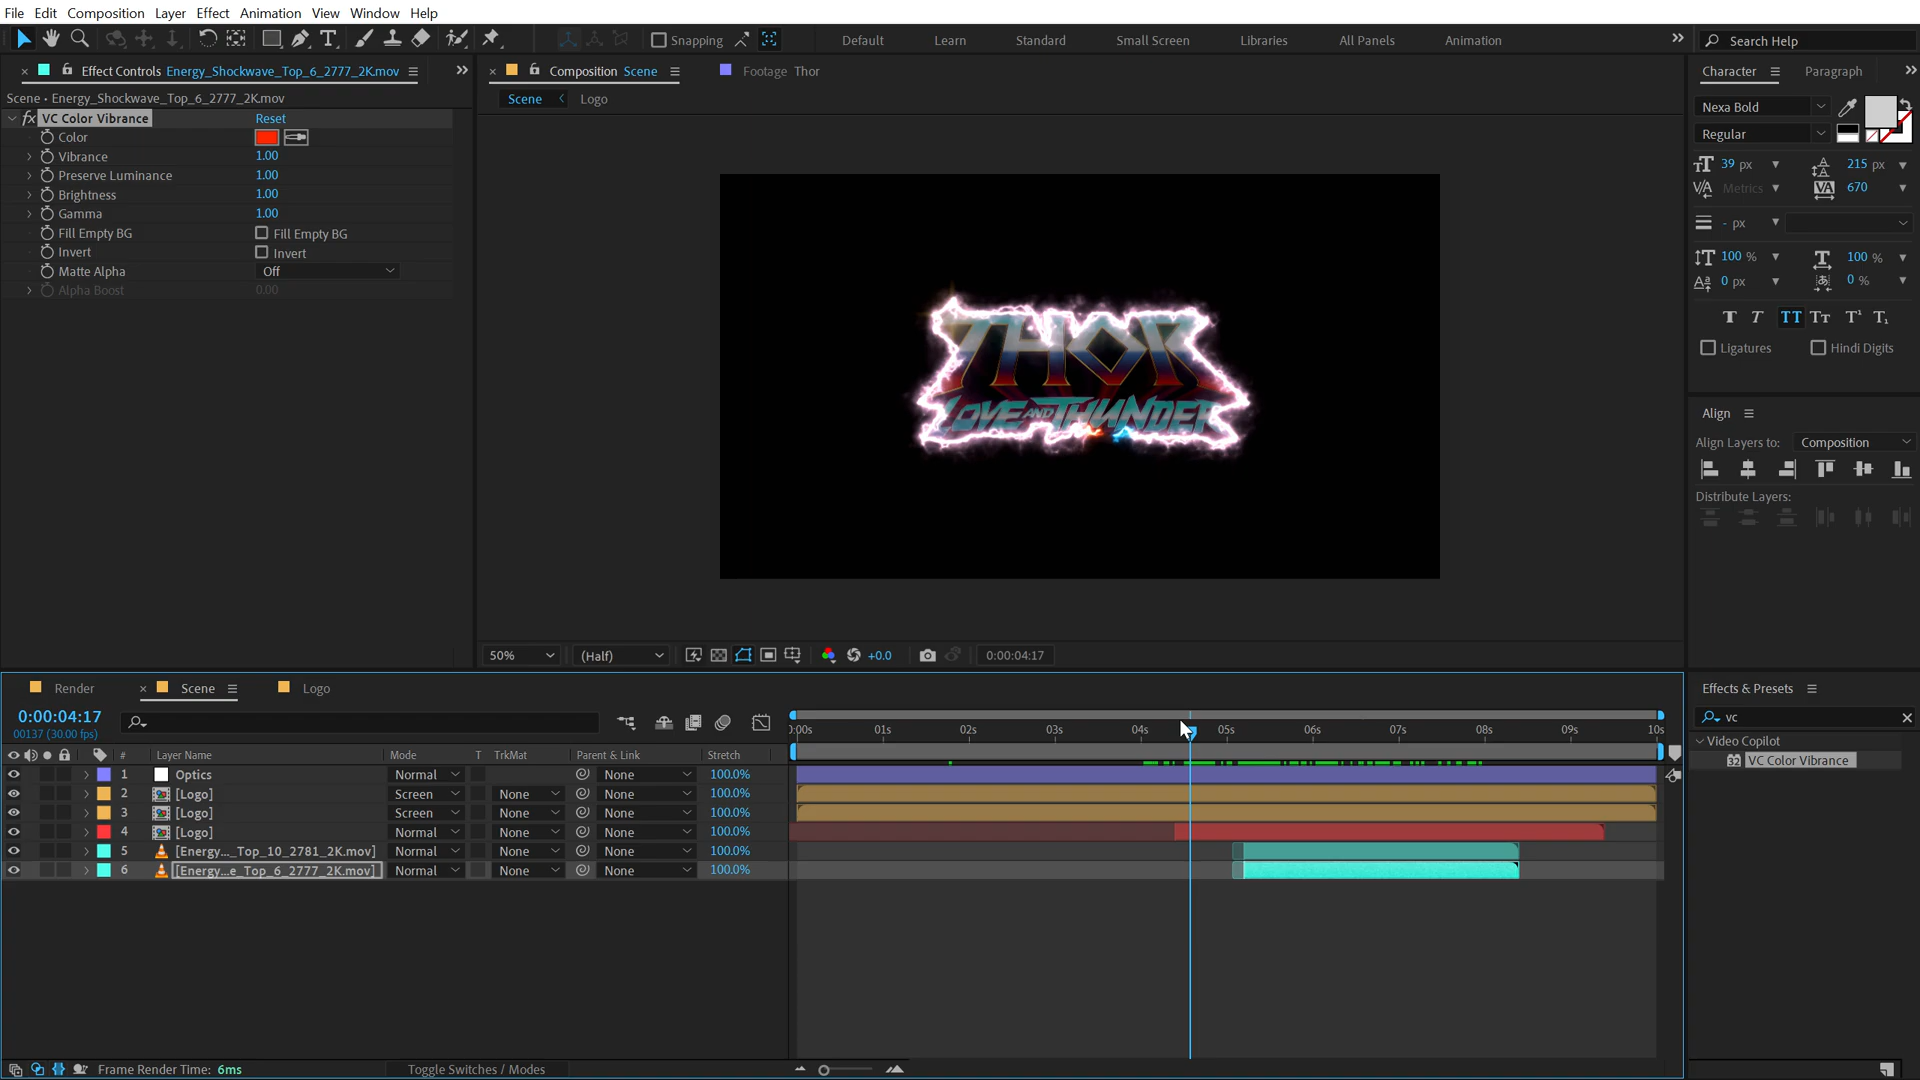 File Edit Composition Layer Effect Animation View Window Help
Snapping
Default Learn Standard Small Screen Libraries All Panels Animation
Search Help
Effect Controls Energy_Shockwave_Top_6_2777_2K.mov
Scene • Energy_Shockwave_Top_6_2777_2K.mov
fx VC Color Vibrance Reset
Color
Vibrance 1.00
Preserve Luminance 1.00
Brightness 1.00
Gamma 1.00
Fill Empty BG Fill Empty BG
Invert Invert
Matte Alpha Off
Alpha Boost 0.00
Composition Scene
Footage Thor
Scene Logo
THOR
LOVE AND THUNDER
50% (Half) +0.0 0:00:04:17
Character Paragraph
Nexa Bold
Regular
39 px 215 px
Metrics 670
- px
100 % 100 %
0 px 0 %
Ligatures Hindi Digits
Align
Align Layers to: Composition
Distribute Layers:
Effects & Presets
vc
Video Copilot
32 VC Color Vibrance
Render Scene Logo
0:00:04:17
00137 (30.00 fps)
0:00s 01s 02s 03s 04s 05s 06s 07s 08s 09s 10s
# Layer Name Mode T TrkMat Parent & Link Stretch
1 Optics Normal None 100.0%
2 [Logo] Screen None None 100.0%
3 [Logo] Screen None None 100.0%
4 [Logo] Normal None None 100.0%
5 [Energy..._Top_10_2781_2K.mov] Normal None None 100.0%
6 [Energy...e_Top_6_2777_2K.mov] Normal None None 100.0%
Frame Render Time: 6ms Toggle Switches / Modes